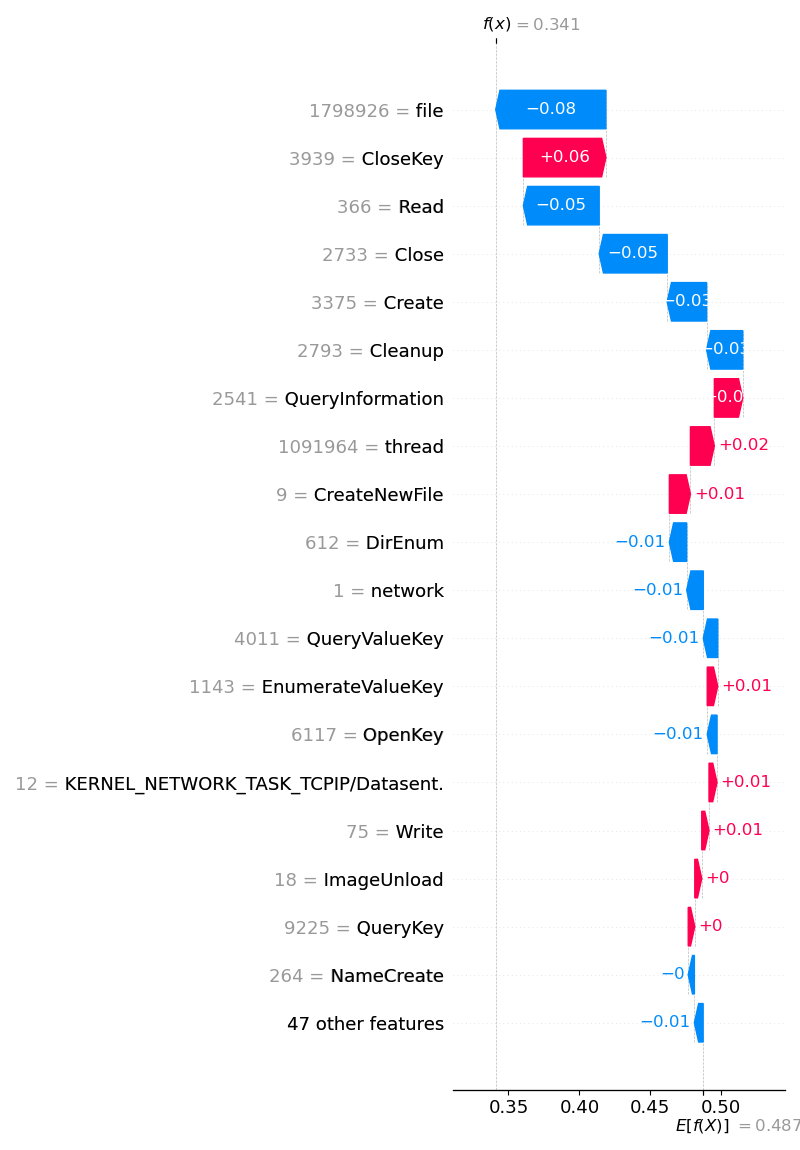 f(x) = 0.341
1798926 = file −0.08
3939 = CloseKey +0.06
366 = Read −0.05
2733 = Close −0.05
3375 = Create −0.03
2793 = Cleanup −0.03
2541 = QueryInformation
1091964 = thread +0.02
9 = CreateNewFile +0.01
612 = DirEnum −0.01
1 = network −0.01
4011 = QueryValueKey −0.01
1143 = EnumerateValueKey +0.01
6117 = OpenKey −0.01
12 = KERNEL_NETWORK_TASK_TCPIP/Datasent. +0.01
75 = Write +0.01
18 = ImageUnload +0
9225 = QueryKey +0
264 = NameCreate −0
47 other features −0.01
0.35 0.40 0.45 0.50
E[f(X)] = 0.487